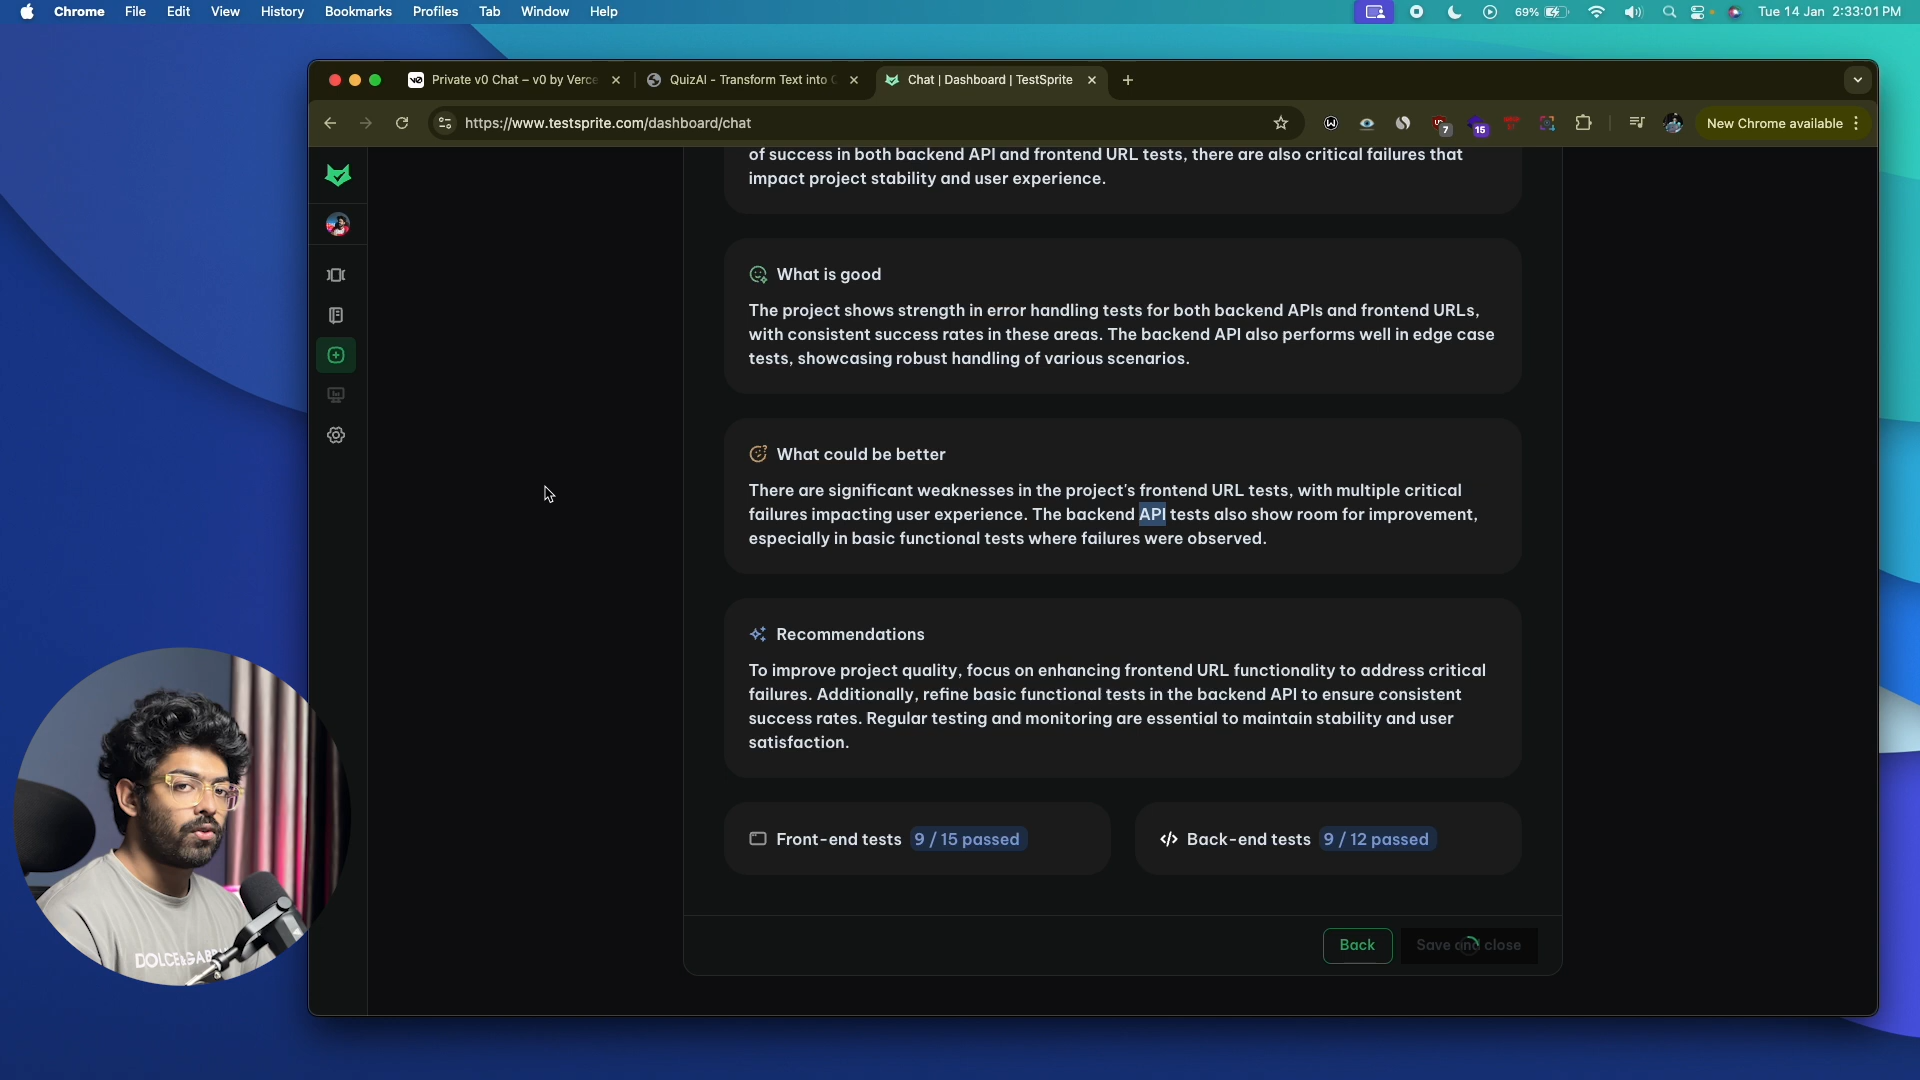 Chrome File Edit View History Bookmarks Profiles Tab Window Help 69% Tue 14 Jan 2:33:01 PM
Private v0 Chat – v0 by Verce
QuizAI - Transform Text into
Chat | Dashboard | TestSprite
https://www.testsprite.com/dashboard/chat
7
15
New Chrome available
of success in both backend API and frontend URL tests, there are also critical failures that
impact project stability and user experience.
What is good
The project shows strength in error handling tests for both backend APIs and frontend URLs,
with consistent success rates in these areas. The backend API also performs well in edge case
tests, showcasing robust handling of various scenarios.
What could be better
There are significant weaknesses in the project's frontend URL tests, with multiple critical
failures impacting user experience. The backend API tests also show room for improvement,
especially in basic functional tests where failures were observed.
Recommendations
To improve project quality, focus on enhancing frontend URL functionality to address critical
failures. Additionally, refine basic functional tests in the backend API to ensure consistent
success rates. Regular testing and monitoring are essential to maintain stability and user
satisfaction.
Front-end tests 9 / 15 passed
Back-end tests 9 / 12 passed
Back
Save and close
DOLCE&GABB